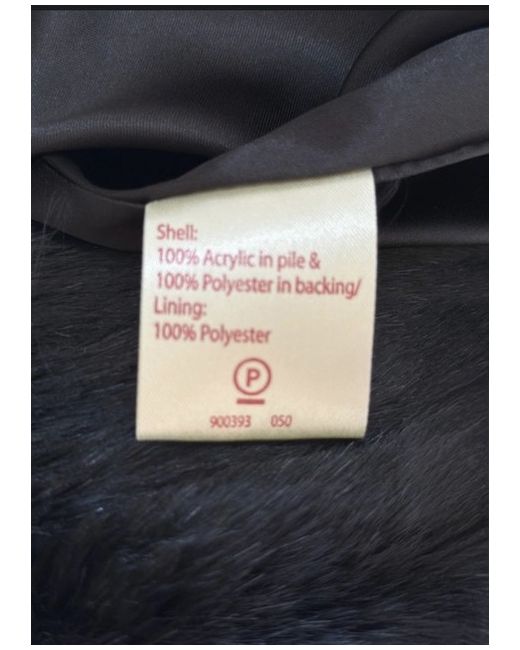 Shell:
100% Acrylic in pile &
100% Polyester in backing/
Lining:
100% Polyester
P
900393 050